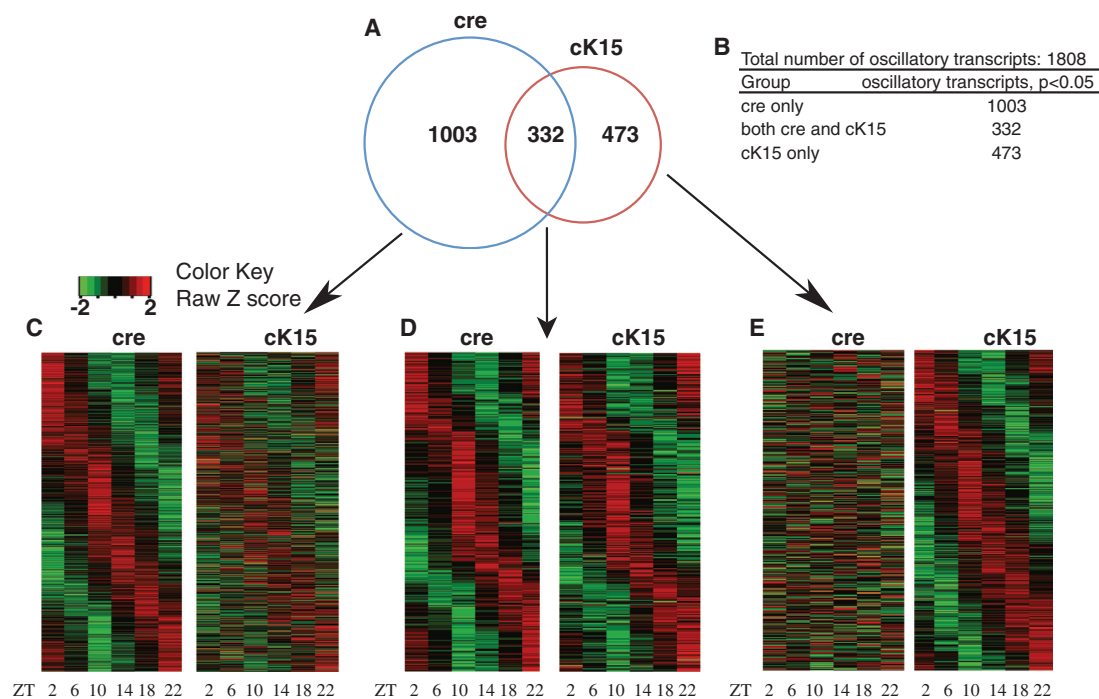 A
cre
cK15
1003
332
473
B
Total number of oscillatory transcripts: 1808
Group oscillatory transcripts, p<0.05
cre only 1003
both cre and cK15 332
cK15 only 473
Color Key
Raw Z score
-2 2
C
cre cK15
D
cre cK15
E
cre cK15
ZT 2 6 10 14 18 22 2 6 10 14 18 22
ZT 2 6 10 14 18 22 2 6 10 14 18 22
ZT 2 6 10 14 18 22 2 6 10 14 18 22